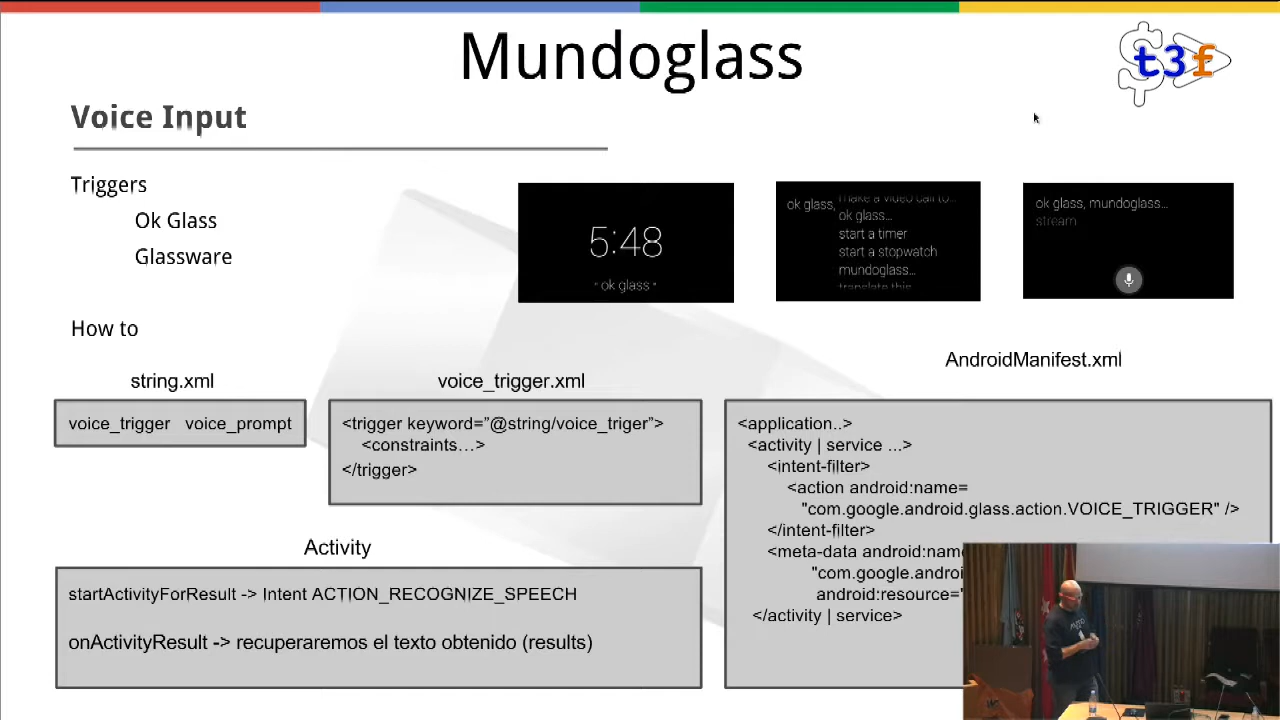 Mundoglass
t3f
Voice Input
Triggers
Ok Glass
Glassware
5:48
"ok glass"
ok glass,
make a video call to...
ok glass...
start a timer
start a stopwatch
mundoglass...
translate this
ok glass, mundoglass...
stream
How to
string.xml
voice_trigger voice_prompt
voice_trigger.xml
<trigger keyword="@string/voice_triger">
<constraints…>
</trigger>
AndroidManifest.xml
<application..>
<activity | service ...>
<intent-filter>
<action android:name=
"com.google.android.glass.action.VOICE_TRIGGER" />
</intent-filter>
<meta-data android:name
"com.google.androi
android:resource="
</activity | service>
Activity
startActivityForResult -> Intent ACTION_RECOGNIZE_SPEECH
onActivityResult -> recuperaremos el texto obtenido (results)